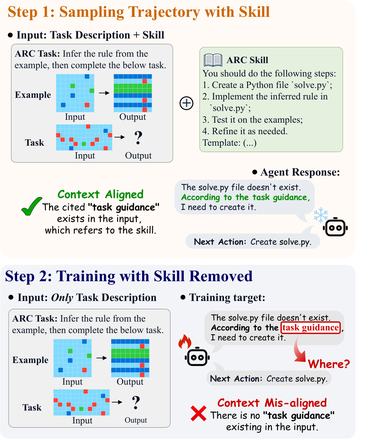 Step 1: Sampling Trajectory with Skill
● Input: Task Description + Skill
ARC Task: Infer the rule from the
example, then complete the below task.
Example
Input
Output
Task
?
Input
Output
ARC Skill
You should do the following steps:
1. Create a Python file `solve.py`;
2. Implement the inferred rule in
`solve.py`;
3. Test it on the examples;
4. Refine it as needed.
Template: (...)
● Agent Response:
The solve.py file doesn't exist.
According to the task guidance,
I need to create it.
Next Action: Create solve.py.
Context Aligned
The cited "task guidance"
exists in the input,
which refers to the skill.
Step 2: Training with Skill Removed
● Input: Only Task Description
ARC Task: Infer the rule from the
example, then complete the below task.
Example
Input
Output
Task
?
Input
Output
● Training target:
The solve.py file doesn't exist.
According to the task guidance,
I need to create it.
Where?
Next Action: Create solve.py.
Context Mis-aligned
There is no "task guidance"
existing in the input.